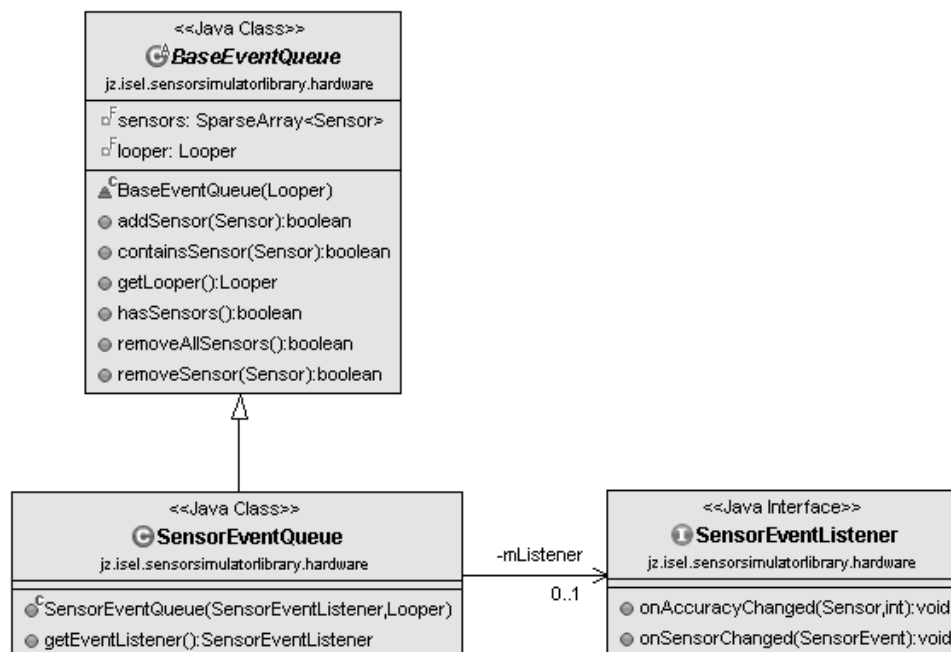 <<Java Class>>
BaseEventQueue
jz.isel.sensorsimulatorlibrary.hardware
sensors: SparseArray<Sensor>
looper: Looper
BaseEventQueue(Looper)
addSensor(Sensor):boolean
containsSensor(Sensor):boolean
getLooper():Looper
hasSensors():boolean
removeAllSensors():boolean
removeSensor(Sensor):boolean
<<Java Class>>
SensorEventQueue
jz.isel.sensorsimulatorlibrary.hardware
SensorEventQueue(SensorEventListener,Looper)
getEventListener():SensorEventListener
-mListener
0..1
<<Java Interface>>
SensorEventListener
jz.isel.sensorsimulatorlibrary.hardware
onAccuracyChanged(Sensor,int):void
onSensorChanged(SensorEvent):void